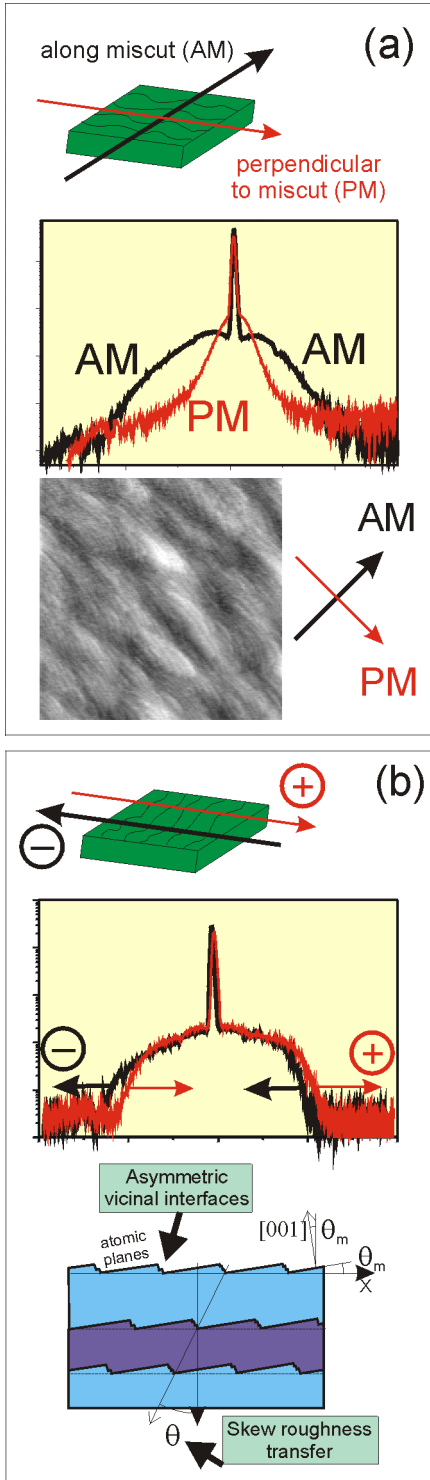 (a)
along miscut (AM)
perpendicular
to miscut (PM)
AM
AM
PM
AM
PM
(b)
+
−
−
+
Asymmetric
vicinal interfaces
atomic
planes
[001]
θm
θm
X
θ
Skew roughness
transfer